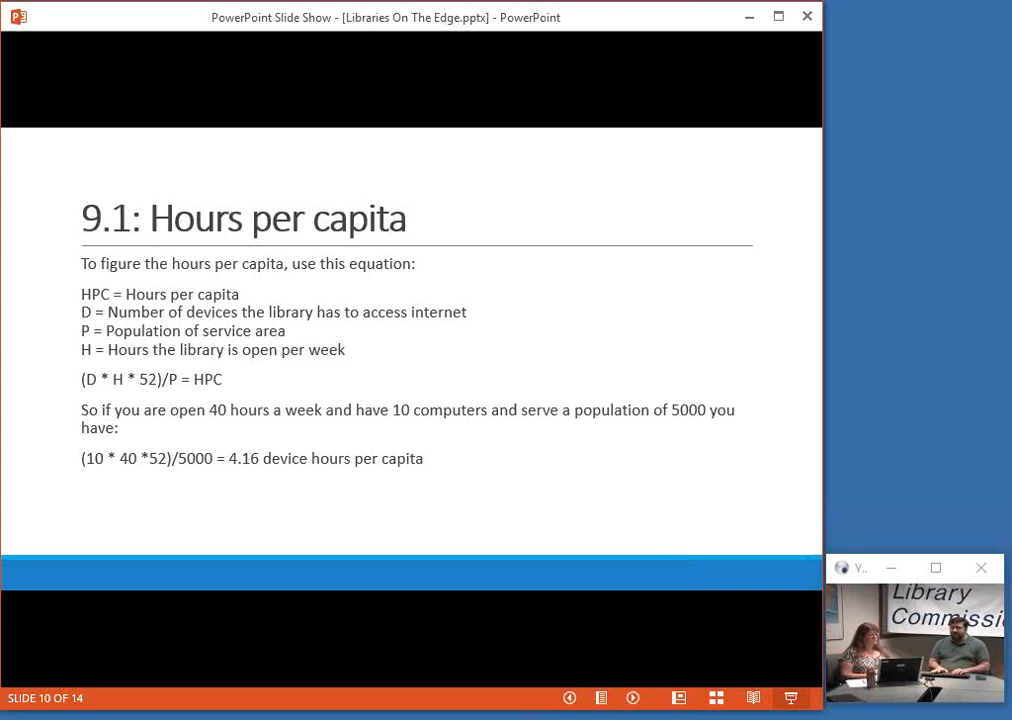 PowerPoint Slide Show - [Libraries On The Edge.pptx] - PowerPoint
9.1: Hours per capita
To figure the hours per capita, use this equation:
HPC = Hours per capita
D = Number of devices the library has to access internet
P = Population of service area
H = Hours the library is open per week
(D * H * 52)/P = HPC
So if you are open 40 hours a week and have 10 computers and serve a population of 5000 you
have:
(10 * 40 *52)/5000 = 4.16 device hours per capita
Y..
Library
Commissi
SLIDE 10 OF 14